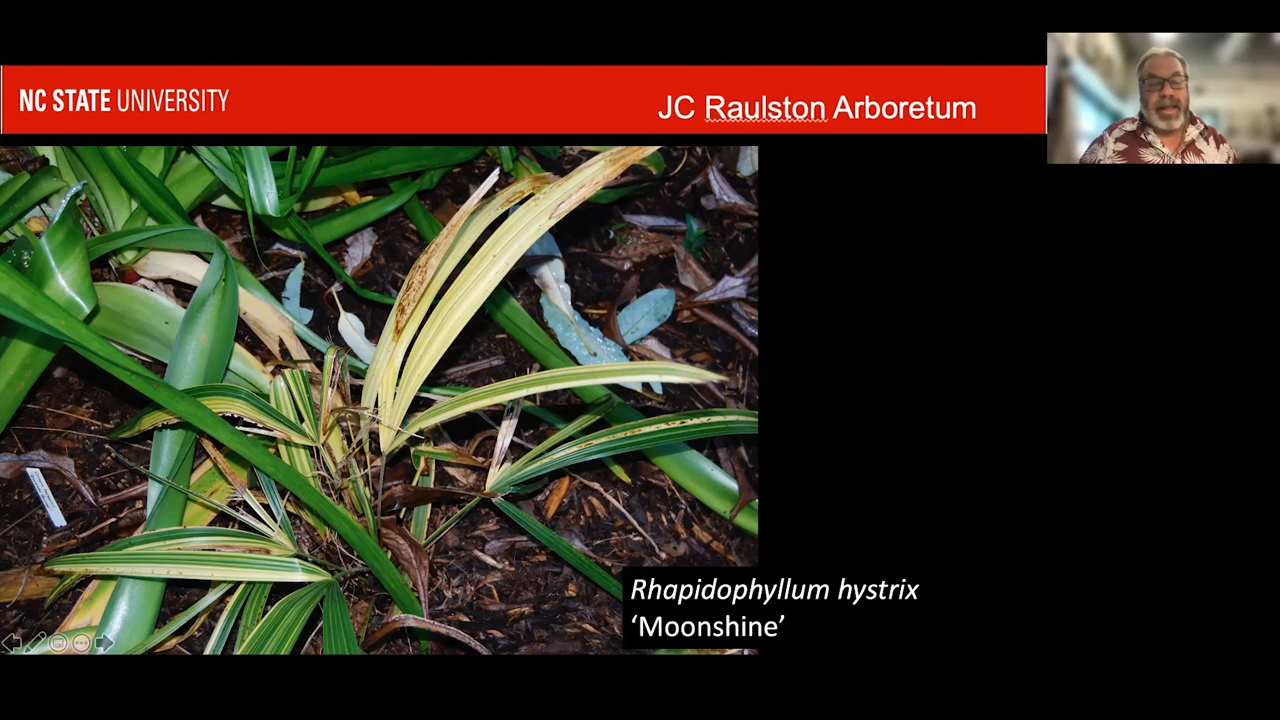 NC STATE UNIVERSITY
JC Raulston Arboretum
Rhapidophyllum hystrix
‘Moonshine’